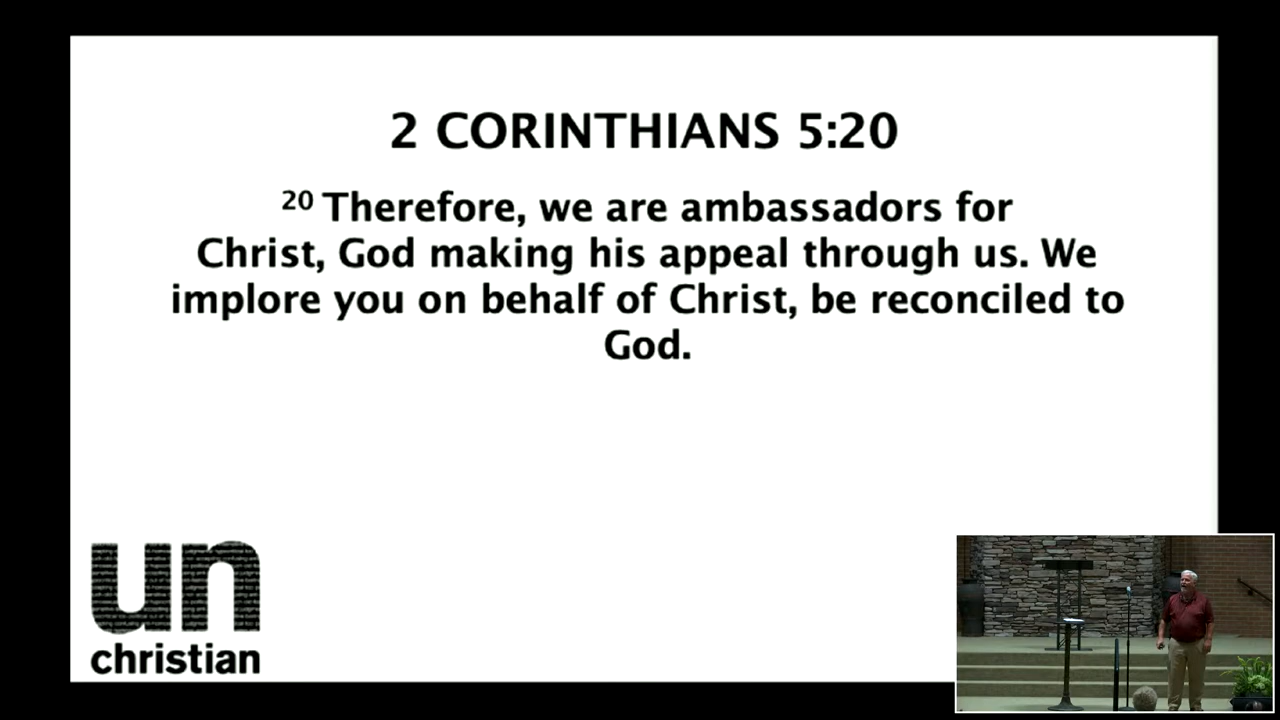 2 CORINTHIANS 5:20
20 Therefore, we are ambassadors for
Christ, God making his appeal through us. We
implore you on behalf of Christ, be reconciled to
God.
un
christian